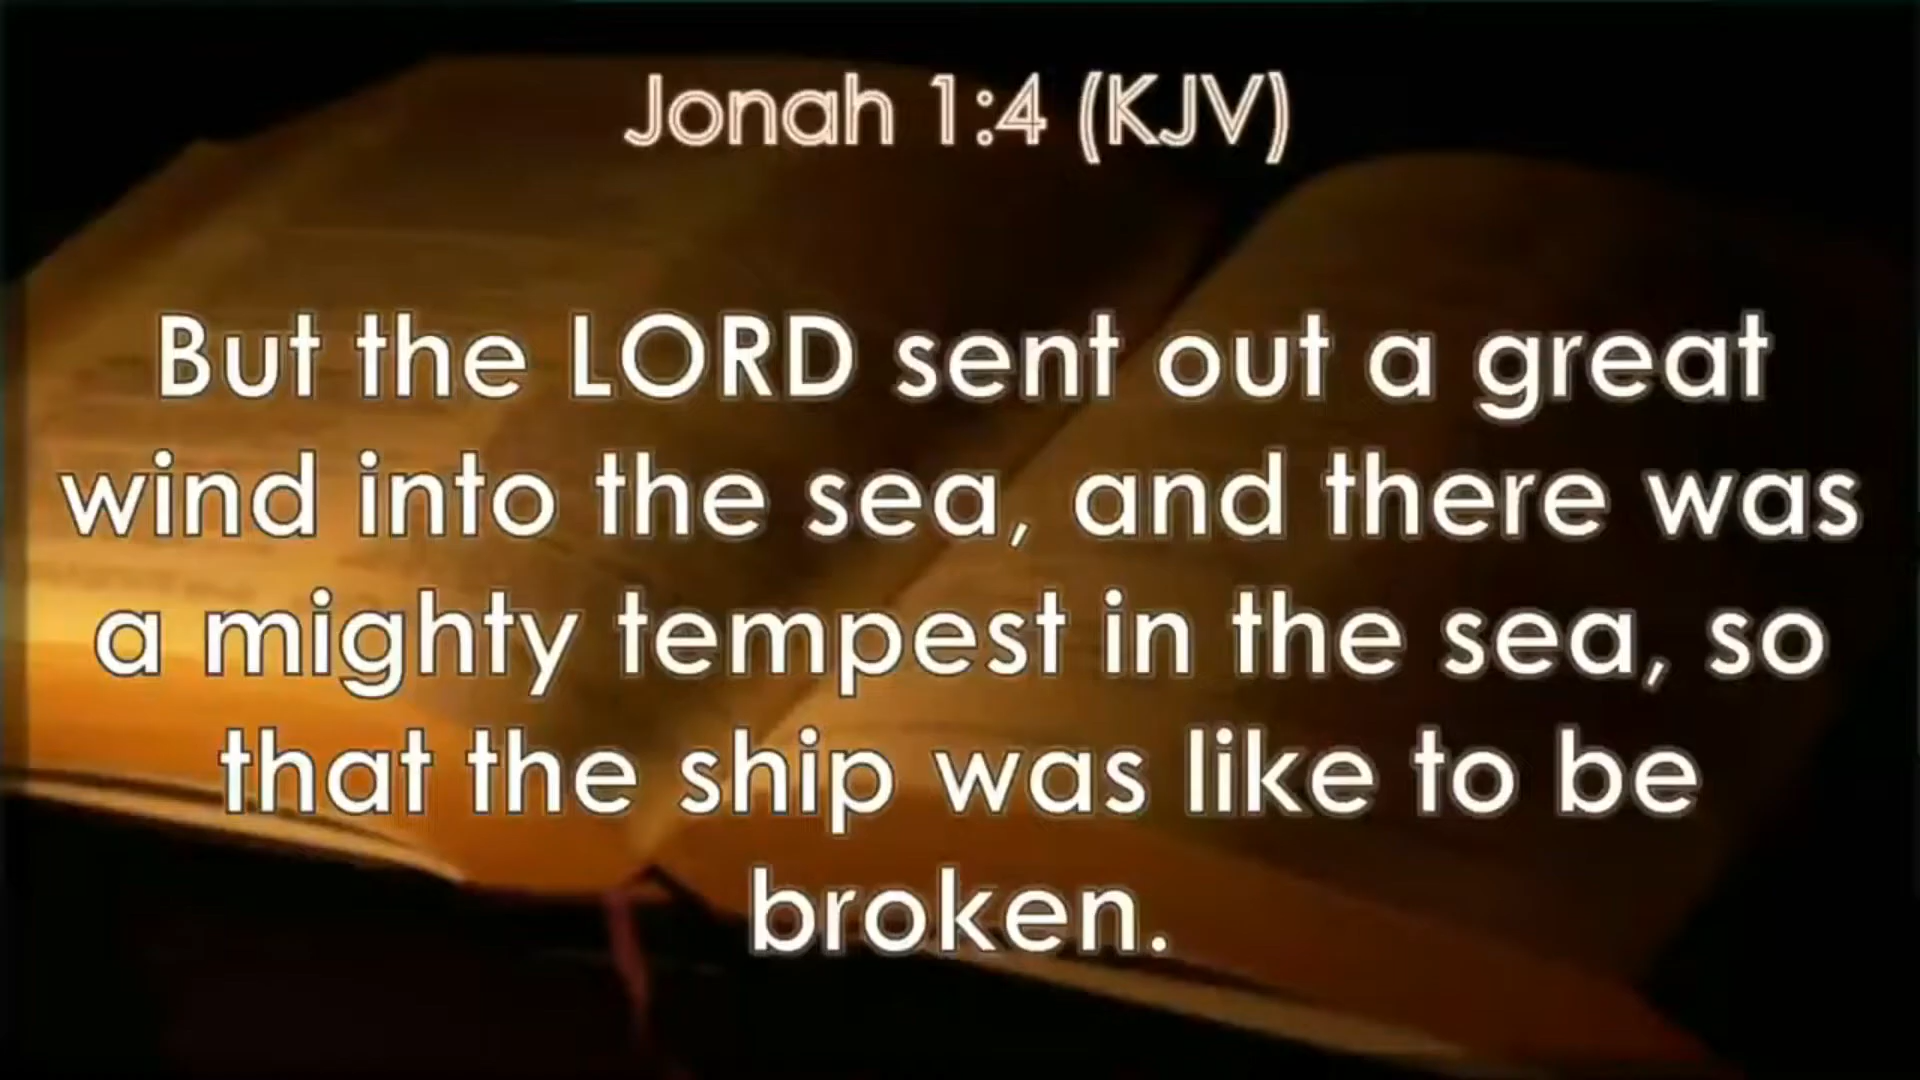 Jonah 1:4 (KJV)
But the LORD sent out a great
wind into the sea, and there was
a mighty tempest in the sea, so
that the ship was like to be
broken.